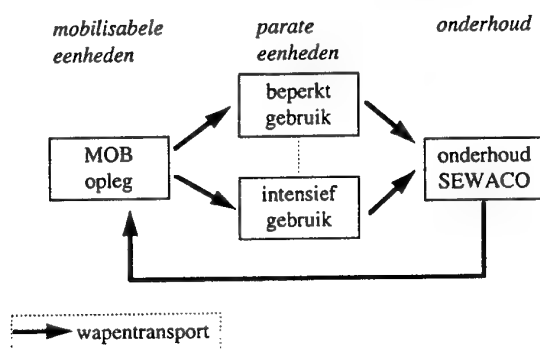 mobilisabele
eenheden
parate
eenheden
onderhoud
beperkt
gebruik
MOB
opleg
onderhoud
SEWACO
intensief
gebruik
wapentransport